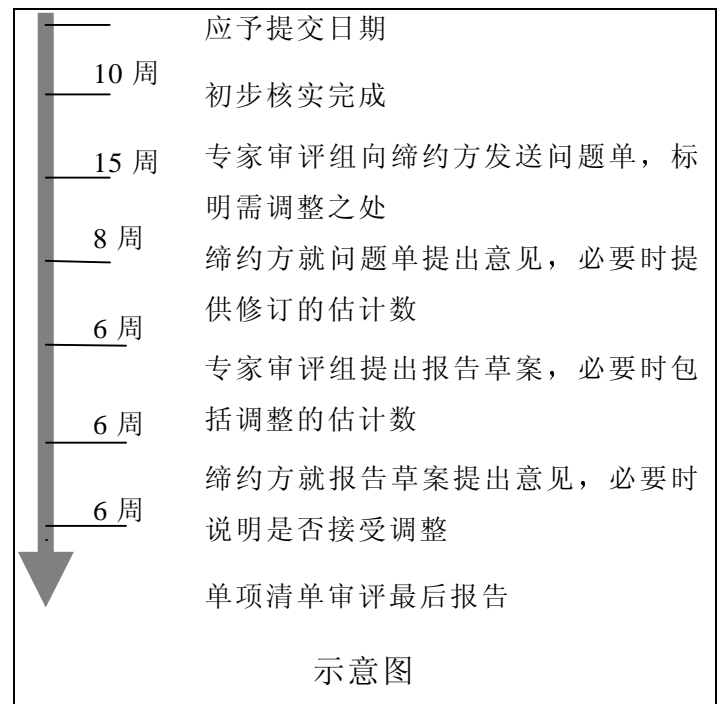 应予提交日期
10 周
初步核实完成
15 周
专家审评组向缔约方发送问题单，标
明需调整之处
8 周
缔约方就问题单提出意见，必要时提
供修订的估计数
6 周
专家审评组提出报告草案，必要时包
括调整的估计数
6 周
缔约方就报告草案提出意见，必要时
说明是否接受调整
6 周
单项清单审评最后报告
示意图